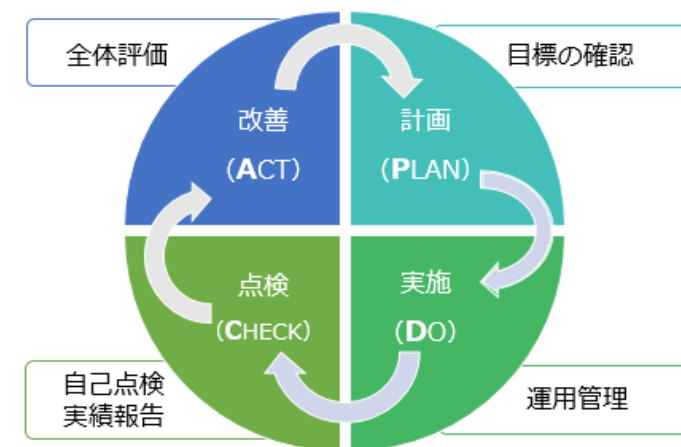 全体評価
目標の確認
改善
(ACT)
計画
(PLAN)
点検
(CHECK)
実施
(DO)
自己点検
実績報告
運用管理